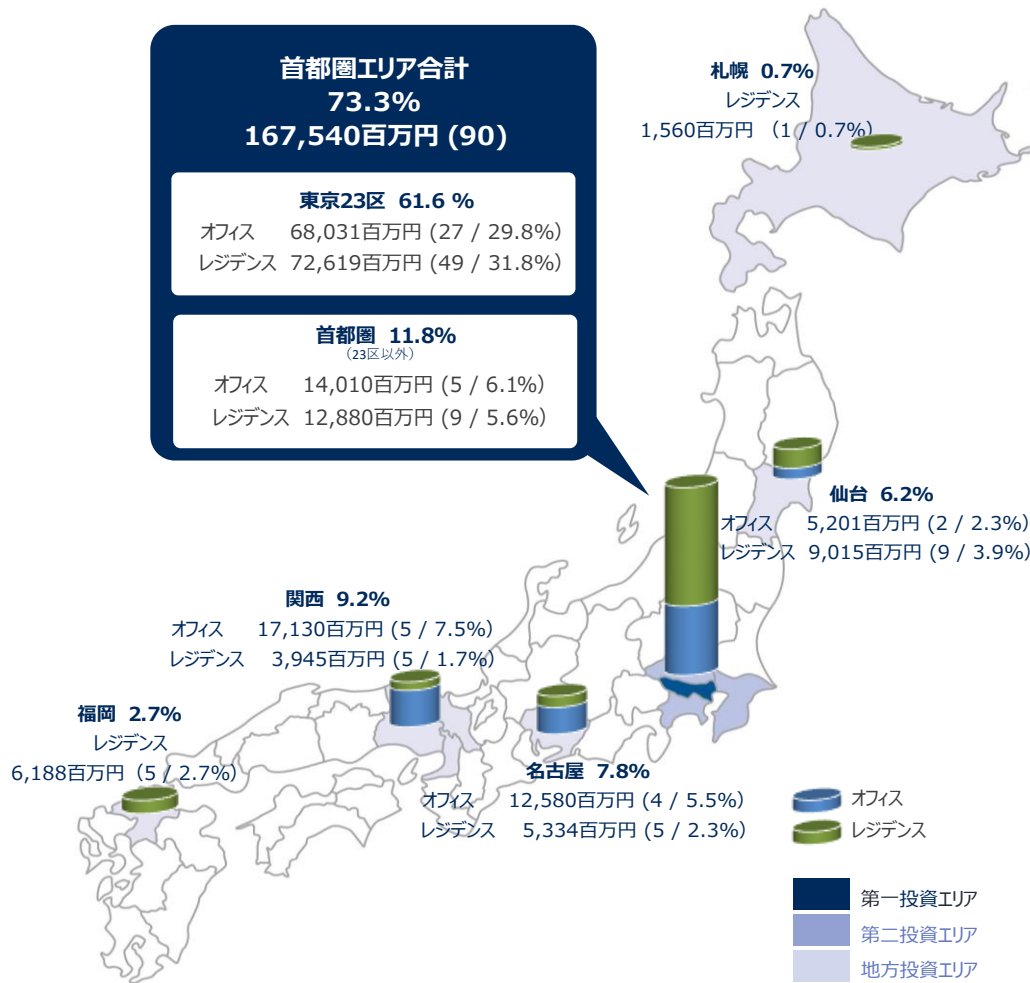 首都圏エリア合計
73.3%
167,540百万円 (90)
東京23区 61.6 %
オフィス 68,031百万円 (27 / 29.8%)
レジデンス 72,619百万円 (49 / 31.8%)
首都圏 11.8%
（23区以外）
オフィス 14,010百万円 (5 / 6.1%)
レジデンス 12,880百万円 (9 / 5.6%)
札幌 0.7%
レジデンス
1,560百万円 （1 / 0.7%）
仙台 6.2%
オフィス 5,201百万円 (2 / 2.3%)
レジデンス 9,015百万円 (9 / 3.9%)
関西 9.2%
オフィス 17,130百万円 (5 / 7.5%)
レジデンス 3,945百万円 (5 / 1.7%)
福岡 2.7%
レジデンス
6,188百万円（5 / 2.7%）
名古屋 7.8%
オフィス 12,580百万円 (4 / 5.5%)
レジデンス 5,334百万円 (5 / 2.3%)
オフィス
レジデンス
第一投資エリア
第二投資エリア
地方投資エリア